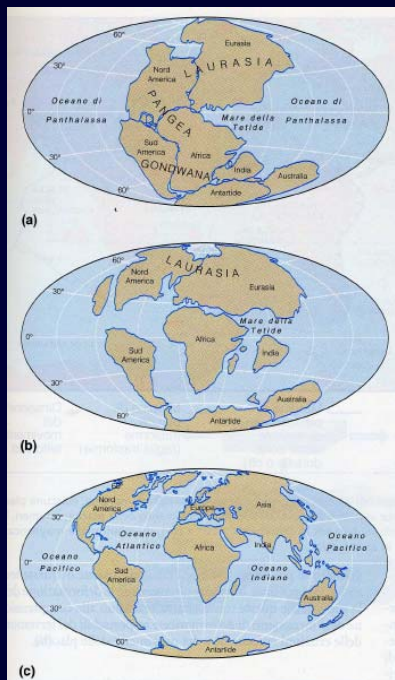 60°
Eurasia
Nord
America
LAURASIA
30°
Oceano di
Panthalassa
PANGEA
Mare della
Tetide
Oceano di
Panthalassa
0°
Sud
America
Africa
India
30°
GONDWANA
Australia
Antartide
60°
(a)
60°
Nord
America
LAURASIA
Eurasia
30°
Mare della
Tetide
0°
Africa
India
Sud
America
30°
Australia
60°
Antartide
(b)
60°
Nord
America
Europa
Asia
30°
Oceano
Atlantico
Oceano
Pacifico
Africa
India
Oceano
Pacifico
0°
Sud
America
Oceano
Indiano
30°
Australia
60°
Antartide
(c)